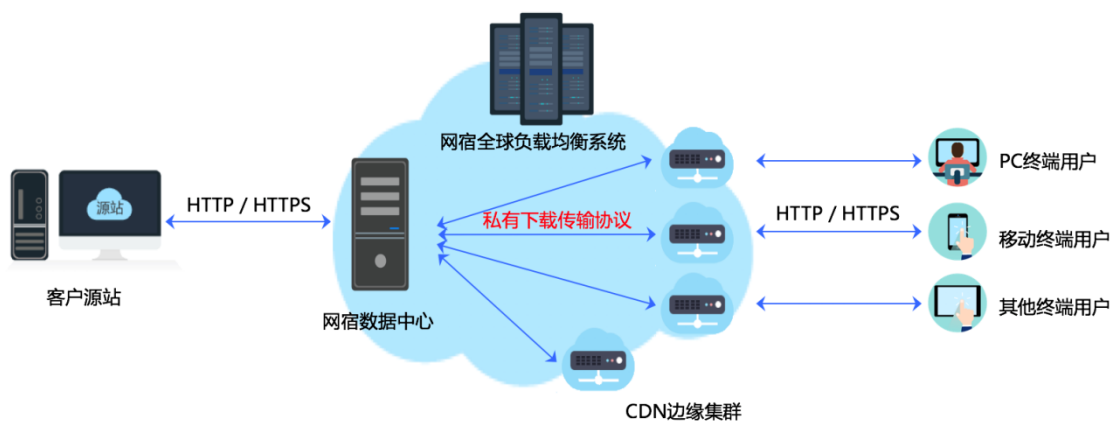 网宿全球负载均衡系统
源站
HTTP / HTTPS
客户源站
网宿数据中心
私有下载传输协议
CDN边缘集群
HTTP / HTTPS
PC终端用户
移动终端用户
其他终端用户